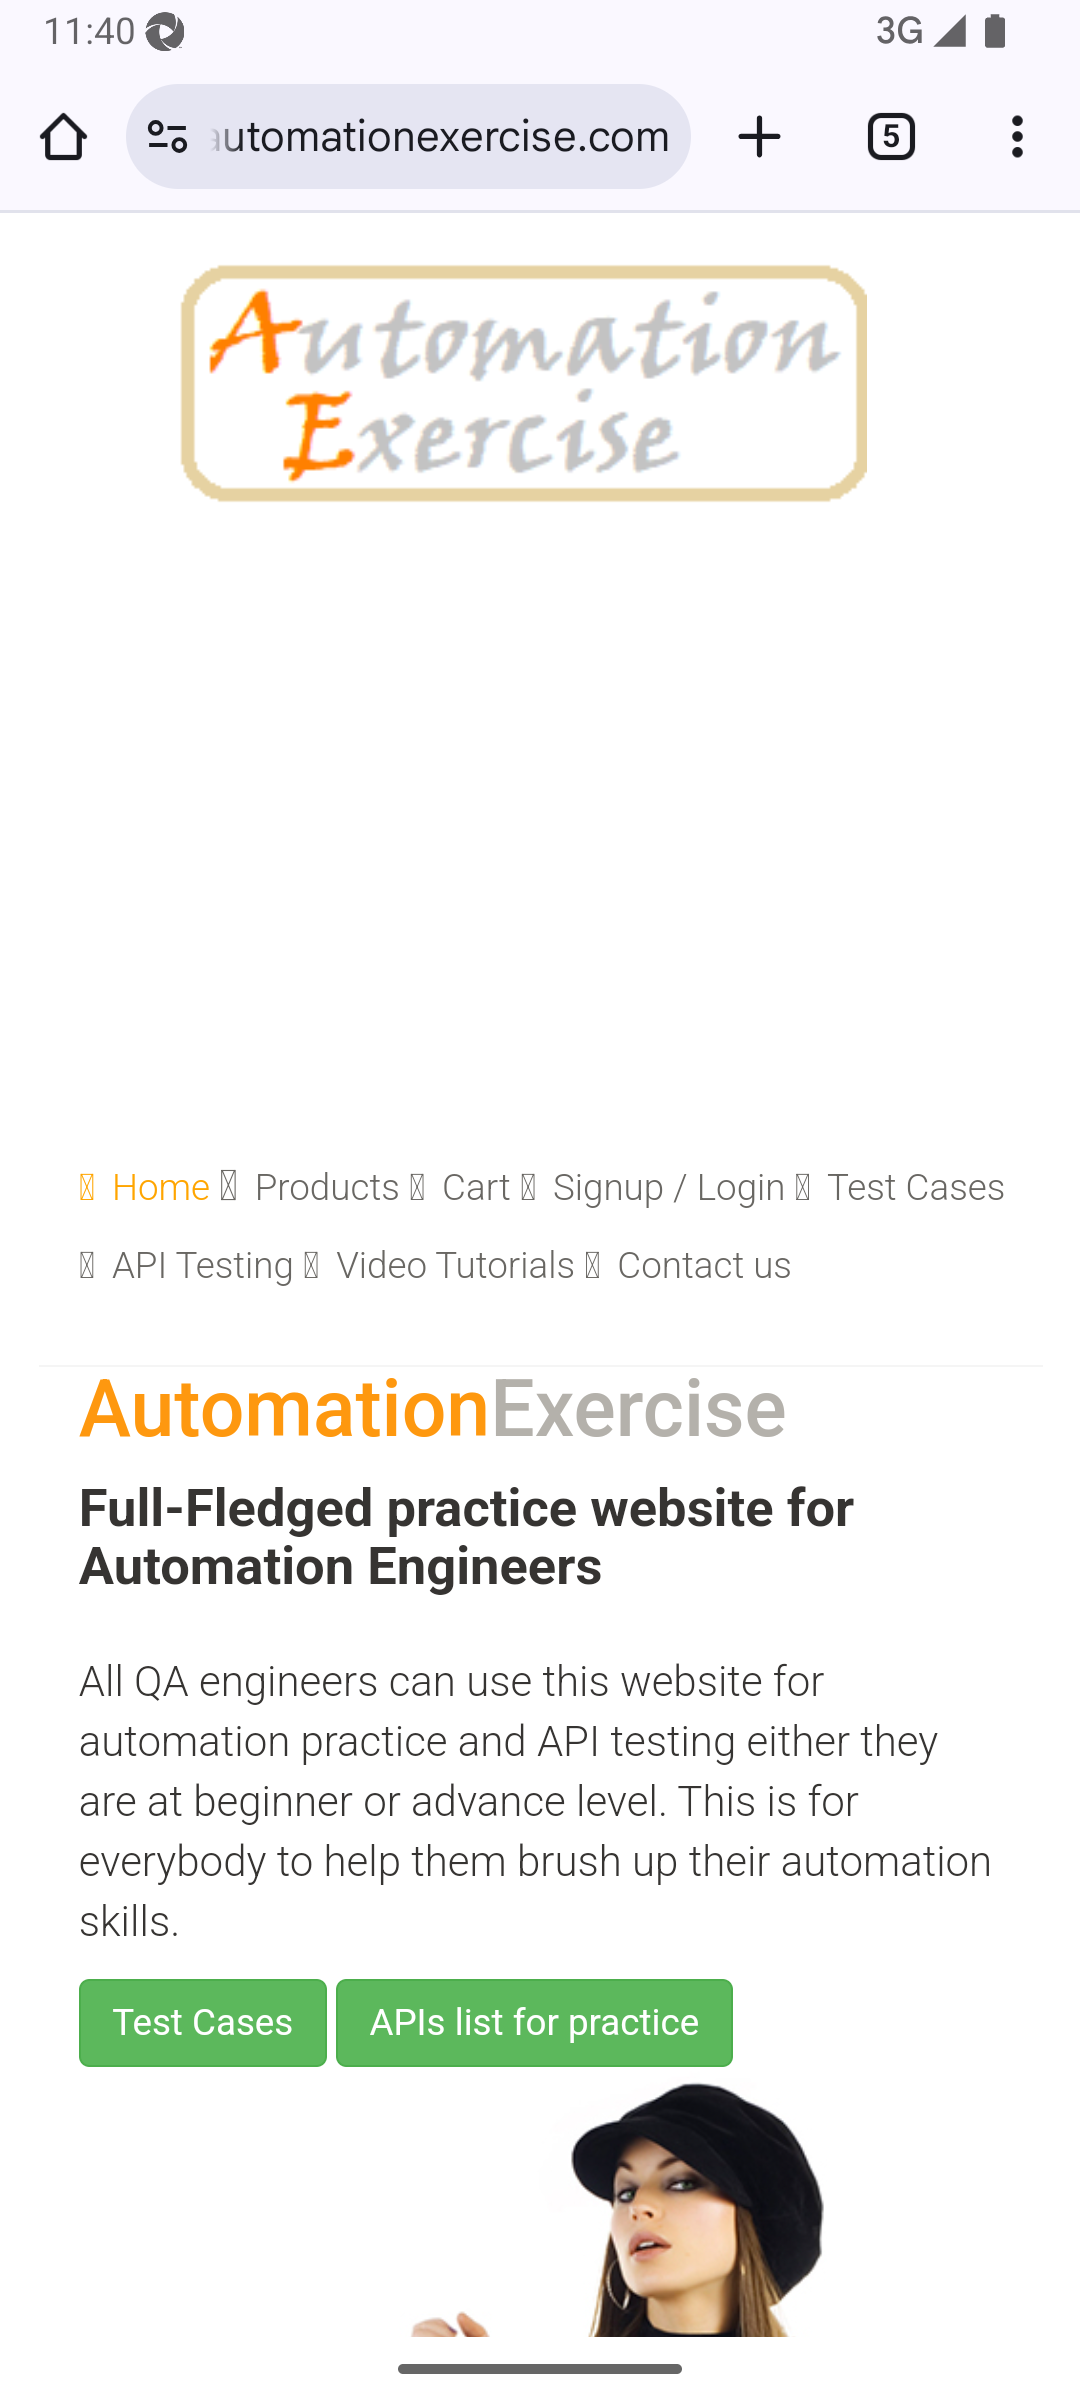 11:40
3G
automationexercise.com
5
Automation
Exercise
Home Products Cart Signup / Login Test Cases
API Testing Video Tutorials Contact us
AutomationExercise
Full-Fledged practice website for
Automation Engineers
All QA engineers can use this website for
automation practice and API testing either they
are at beginner or advance level. This is for
everybody to help them brush up their automation
skills.
Test Cases
APIs list for practice